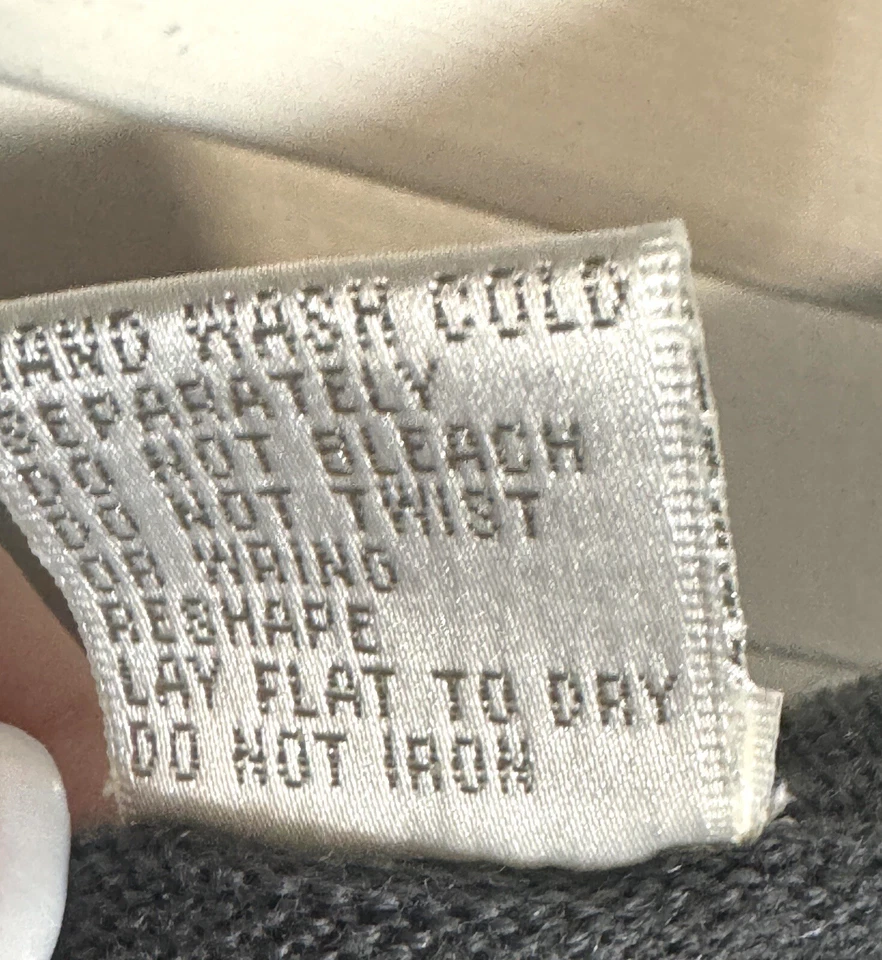 HAND WASH COLD
SEPARATELY
DO NOT BLEACH
DO NOT TWIST
OR WRING
RESHAPE
LAY FLAT TO DRY
DO NOT IRON